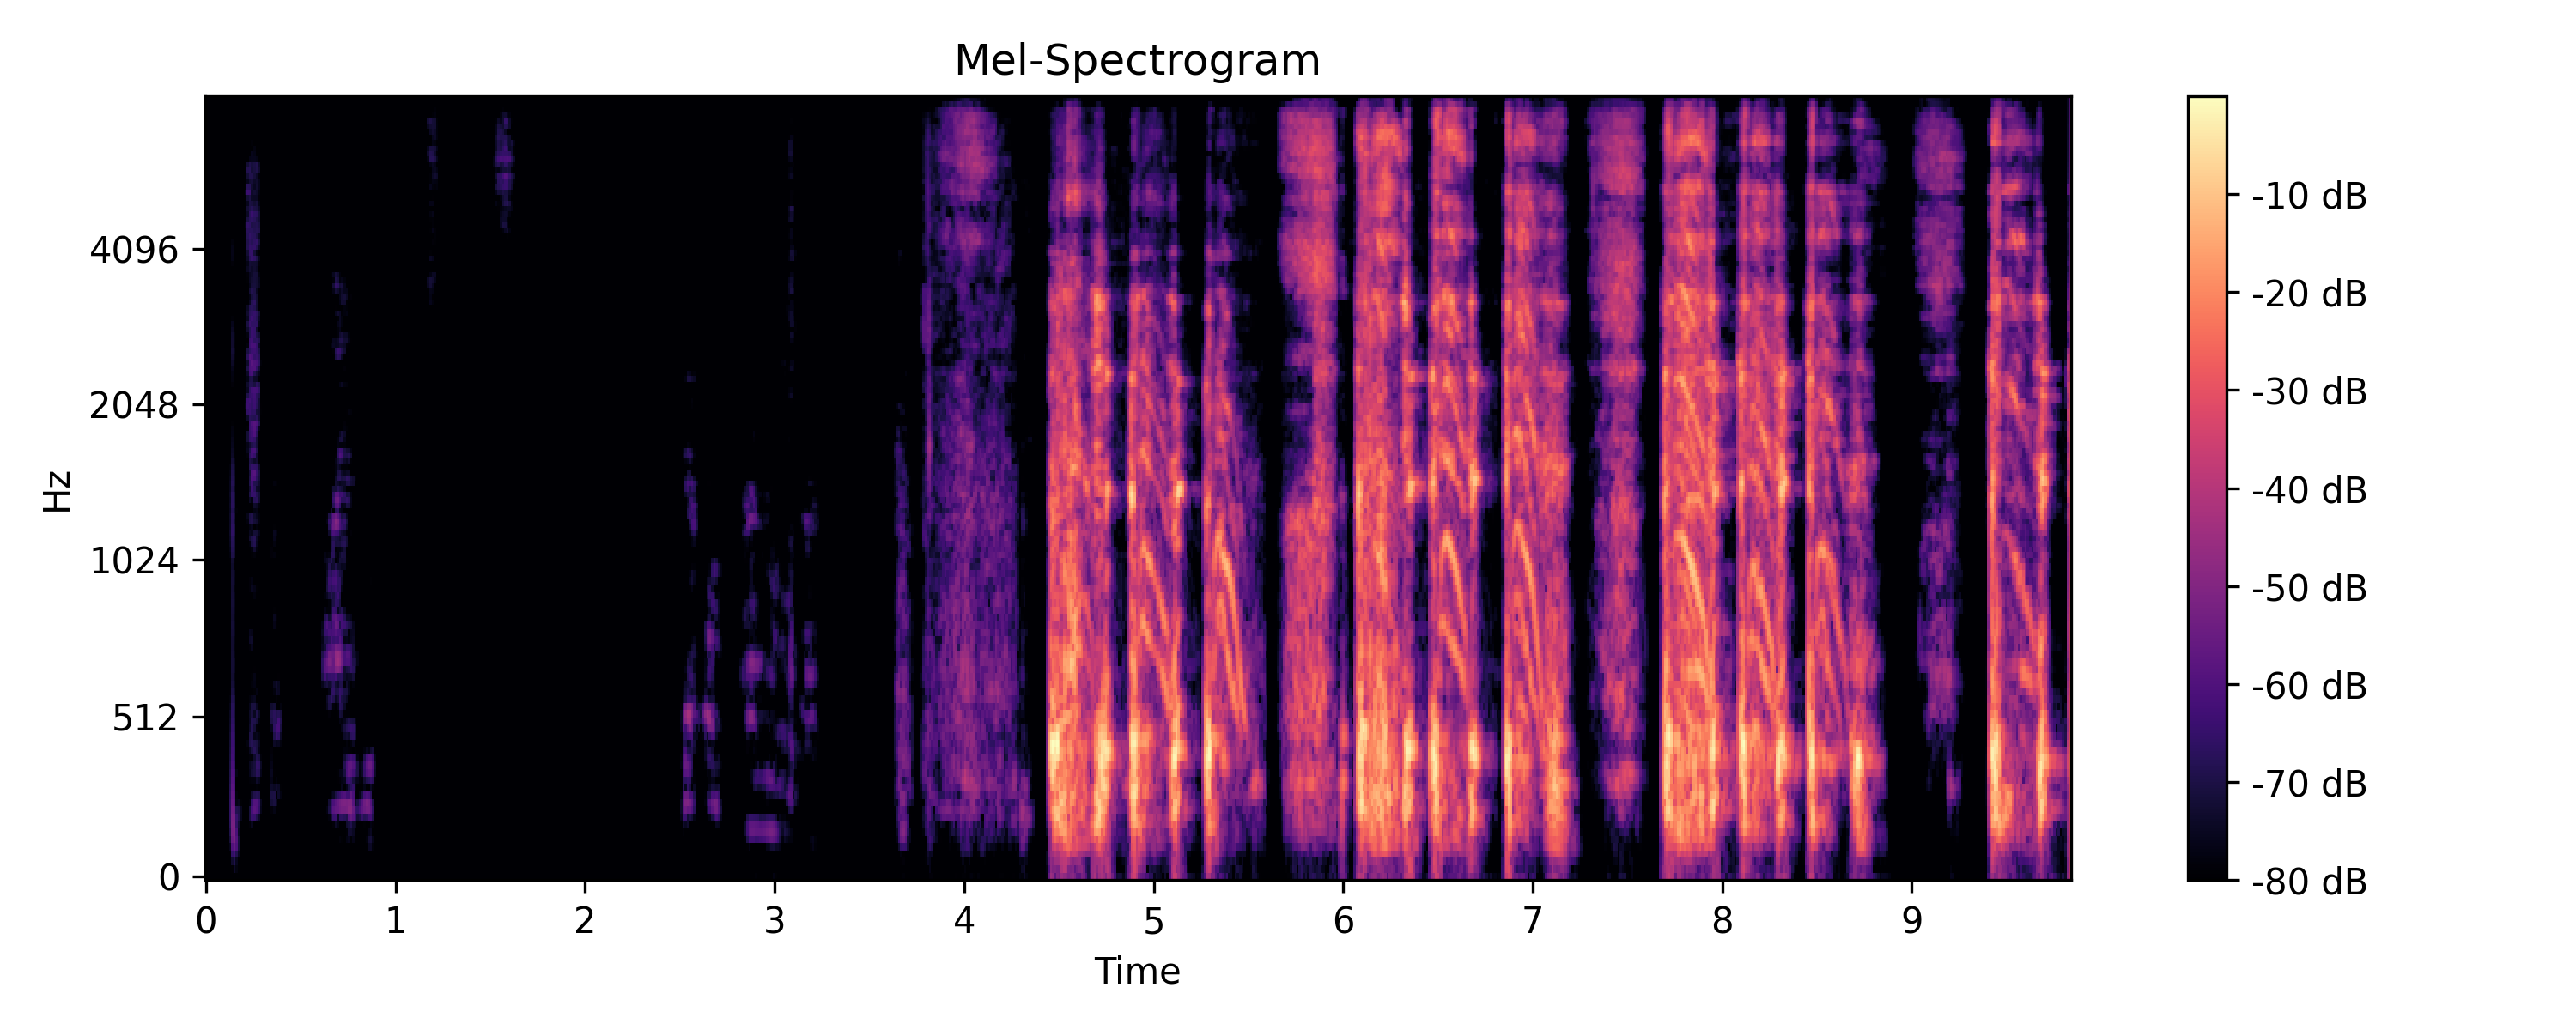 Mel-Spectrogram
Hz
4096
2048
1024
512
0
0 1 2 3 4 5 6 7 8 9
Time
-10 dB
-20 dB
-30 dB
-40 dB
-50 dB
-60 dB
-70 dB
-80 dB